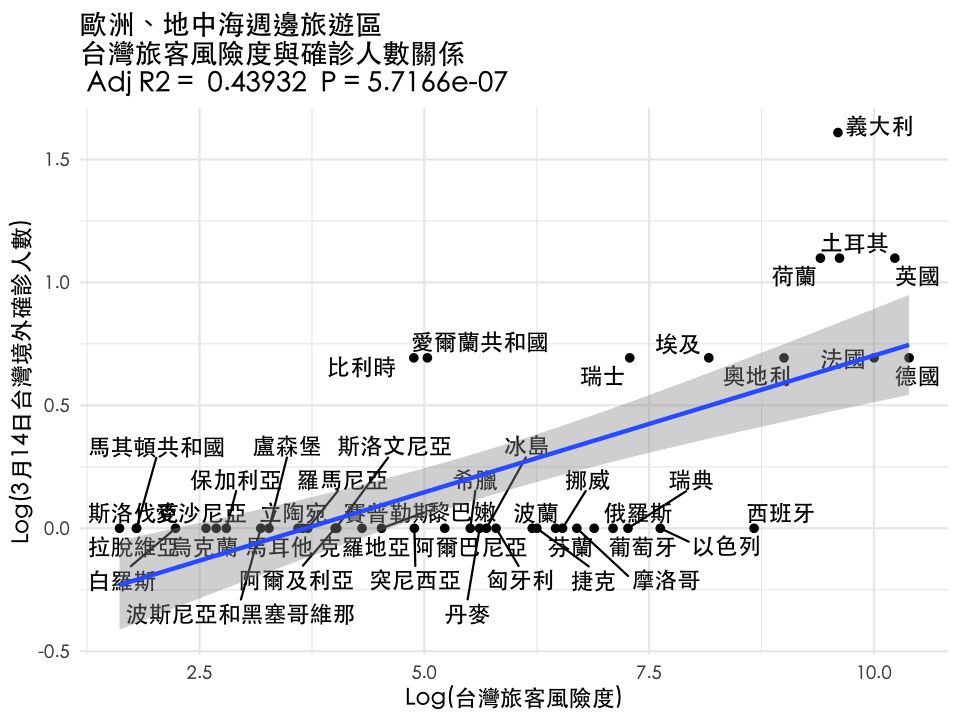 歐洲、地中海週邊旅遊區
台灣旅客風險度與確診人數關係
Adj R2 = 0.43932 P = 5.7166e-07
義大利
1.5
土耳其
荷蘭
英國
1.0
愛爾蘭共和國
埃及
比利時
瑞士
奧地利
法國
德國
0.5
馬其頓共和國
盧森堡
斯洛文尼亞
冰島
保加利亞
羅馬尼亞
希臘
挪威
瑞典
斯洛伐克
愛沙尼亞
立陶宛
賽普勒斯
黎巴嫩
波蘭
俄羅斯
西班牙
0.0
拉脫維亞
烏克蘭
馬耳他
克羅地亞
阿爾巴尼亞
芬蘭
葡萄牙
以色列
白羅斯
阿爾及利亞
突尼西亞
匈牙利
捷克
摩洛哥
波斯尼亞和黑塞哥維那
丹麥
-0.5
2.5
5.0
7.5
10.0
Log(台灣旅客風險度)
Log(3月14日台灣境外確診人數)